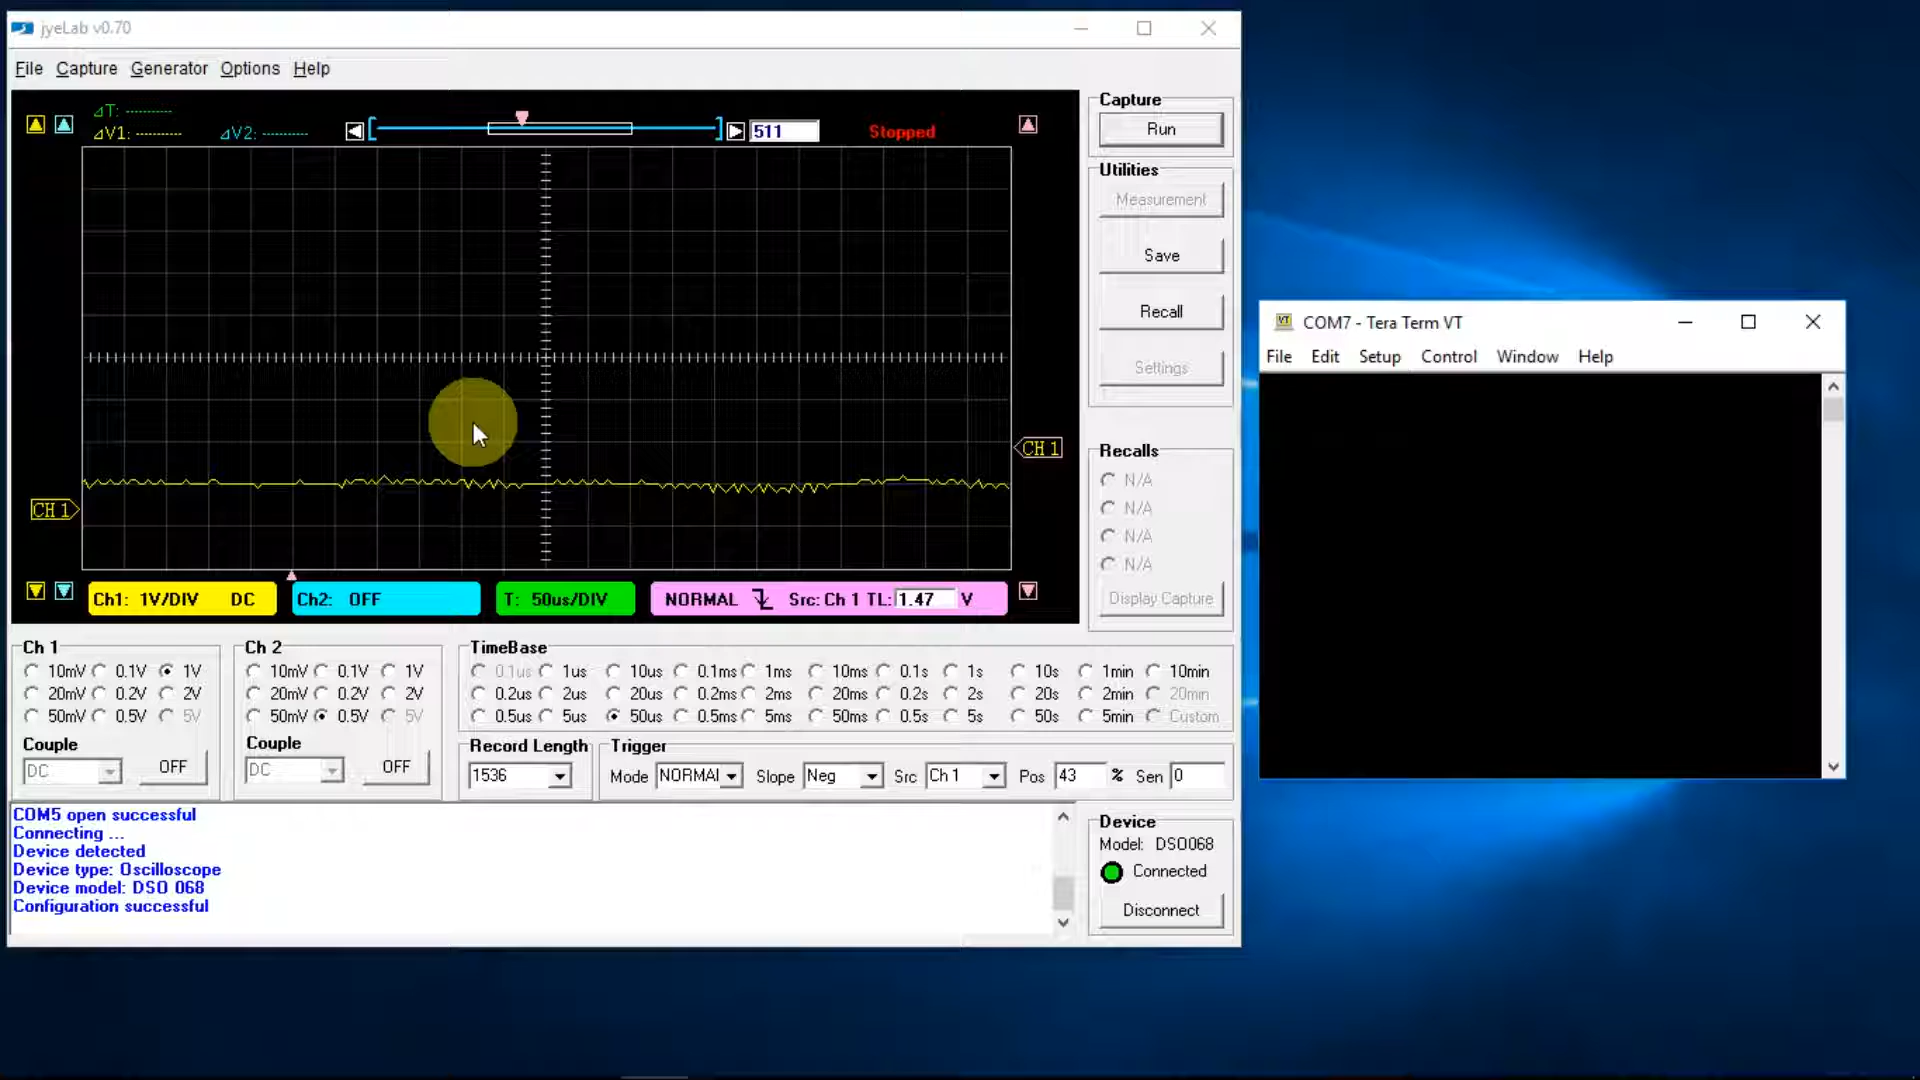 jyeLab v0.70
File Capture Generator Options Help
⊿T: ----------
⊿V1: ---------- ⊿V2: ----------
511
Stopped
CH 1
CH 1
Ch1: 1V/DIV DC
Ch2: OFF
T: 50us/DIV
NORMAL Src: Ch 1 TL: 1.47 V
Capture
Run
Utilities
Measurement
Save
Recall
Settings
Recalls
N/A
N/A
N/A
N/A
Display Capture
Ch 1
10mV 0.1V 1V
20mV 0.2V 2V
50mV 0.5V 5V
Couple
DC OFF
Ch 2
10mV 0.1V 1V
20mV 0.2V 2V
50mV 0.5V 5V
Couple
DC OFF
TimeBase
0.1us 1us 10us 0.1ms 1ms 10ms 0.1s 1s 10s 1min 10min
0.2us 2us 20us 0.2ms 2ms 20ms 0.2s 2s 20s 2min 20min
0.5us 5us 50us 0.5ms 5ms 50ms 0.5s 5s 50s 5min Custom
Record Length
1536
Trigger
Mode NORMAL Slope Neg Src Ch 1 Pos 43 % Sen 0
COM5 open successful
Connecting ...
Device detected
Device type: Oscilloscope
Device model: DSO 068
Configuration successful
Device
Model: DSO068
Connected
Disconnect
VT COM7 - Tera Term VT
File Edit Setup Control Window Help